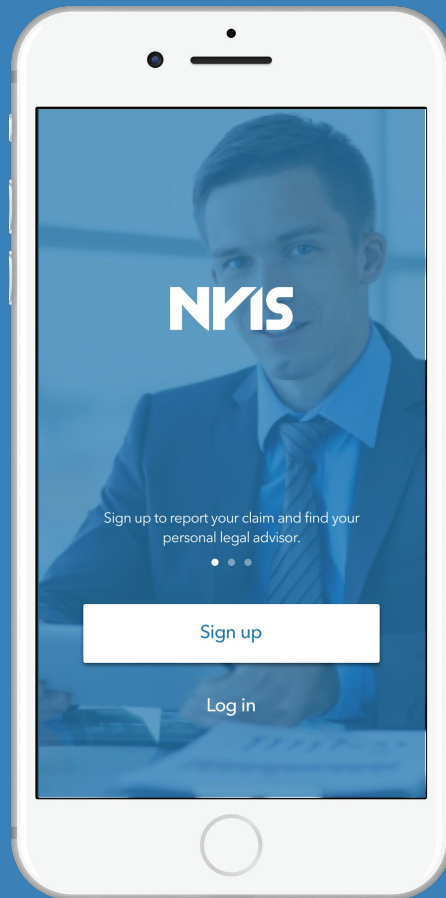 NVIS
Sign up to report your claim and find your
personal legal advisor.
Sign up
Log in